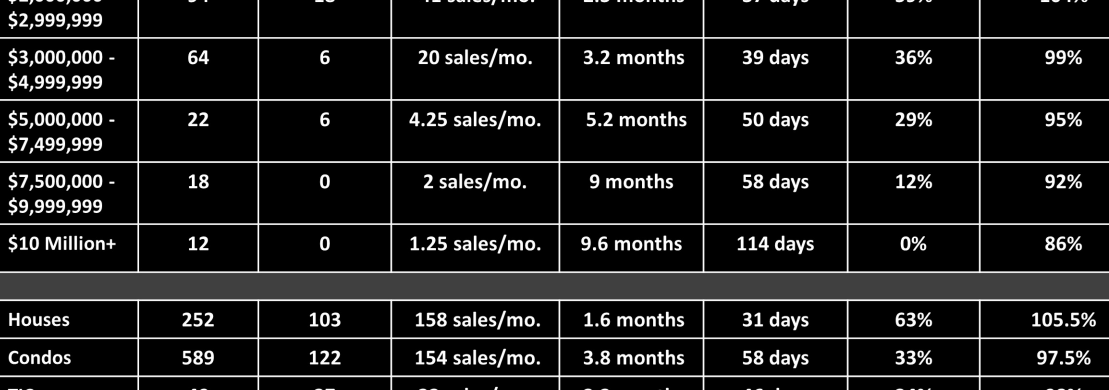 $2,999,999
$3,000,000 - 64 6 20 sales/mo. 3.2 months 39 days 36% 99%
$4,999,999
$5,000,000 - 22 6 4.25 sales/mo. 5.2 months 50 days 29% 95%
$7,499,999
$7,500,000 - 18 0 2 sales/mo. 9 months 58 days 12% 92%
$9,999,999
$10 Million+ 12 0 1.25 sales/mo. 9.6 months 114 days 0% 86%
Houses 252 103 158 sales/mo. 1.6 months 31 days 63% 105.5%
Condos 589 122 154 sales/mo. 3.8 months 58 days 33% 97.5%